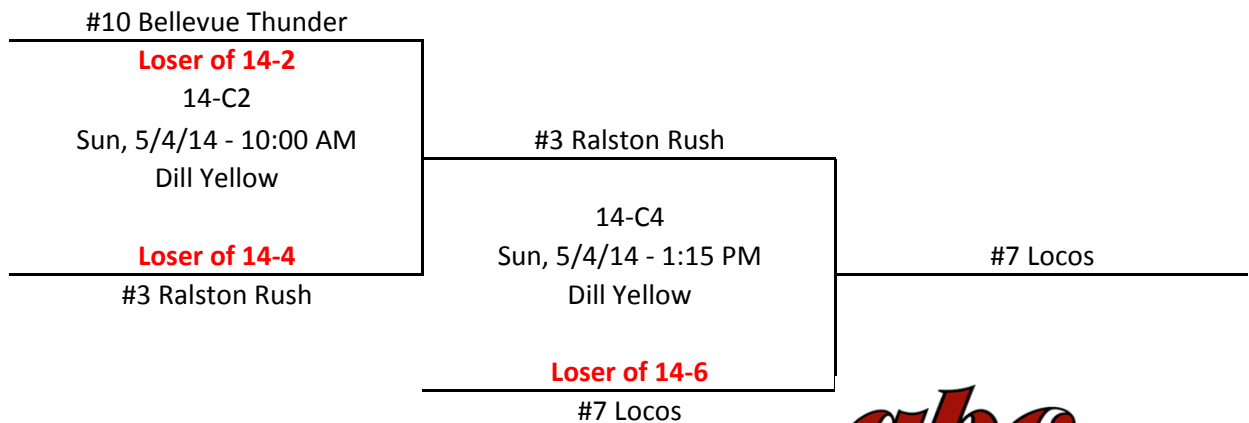 #10 Bellevue Thunder
Loser of 14-2
14-C2
Sun, 5/4/14 - 10:00 AM
Dill Yellow
Loser of 14-4
#3 Ralston Rush
#3 Ralston Rush
14-C4
Sun, 5/4/14 - 1:15 PM
Dill Yellow
Loser of 14-6
#7 Locos
#7 Locos